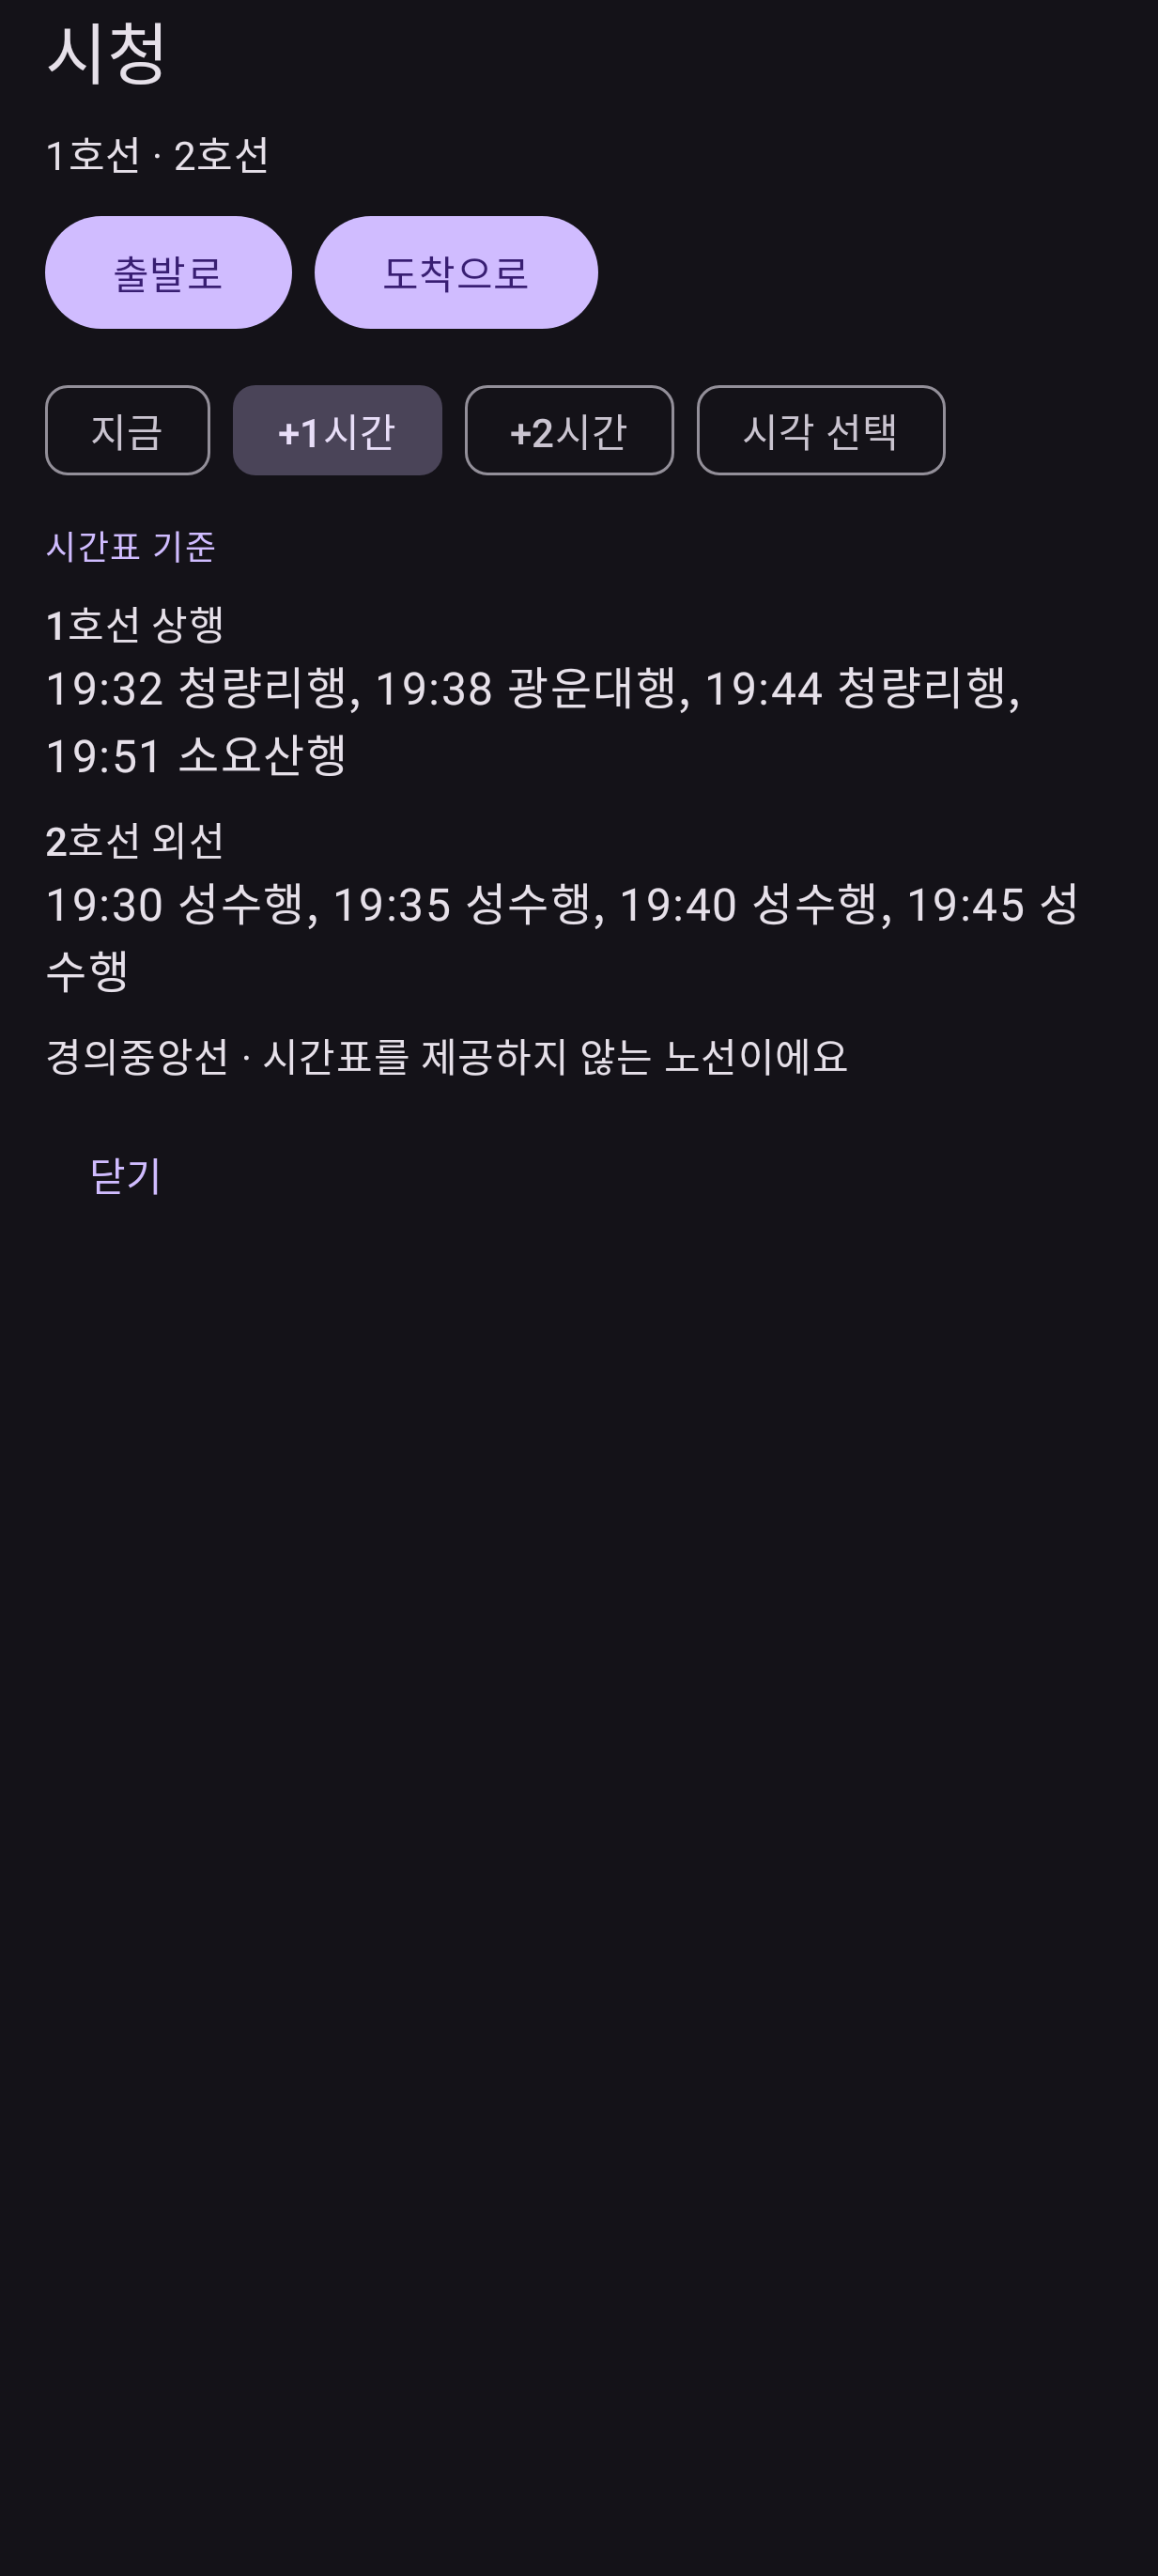 시청
1호선 · 2호선
출발로 도착으로
지금 +1시간 +2시간 시각 선택
시간표 기준
1호선 상행
19:32 청량리행, 19:38 광운대행, 19:44 청량리행,
19:51 소요산행
2호선 외선
19:30 성수행, 19:35 성수행, 19:40 성수행, 19:45 성
수행
경의중앙선 · 시간표를 제공하지 않는 노선이에요
닫기